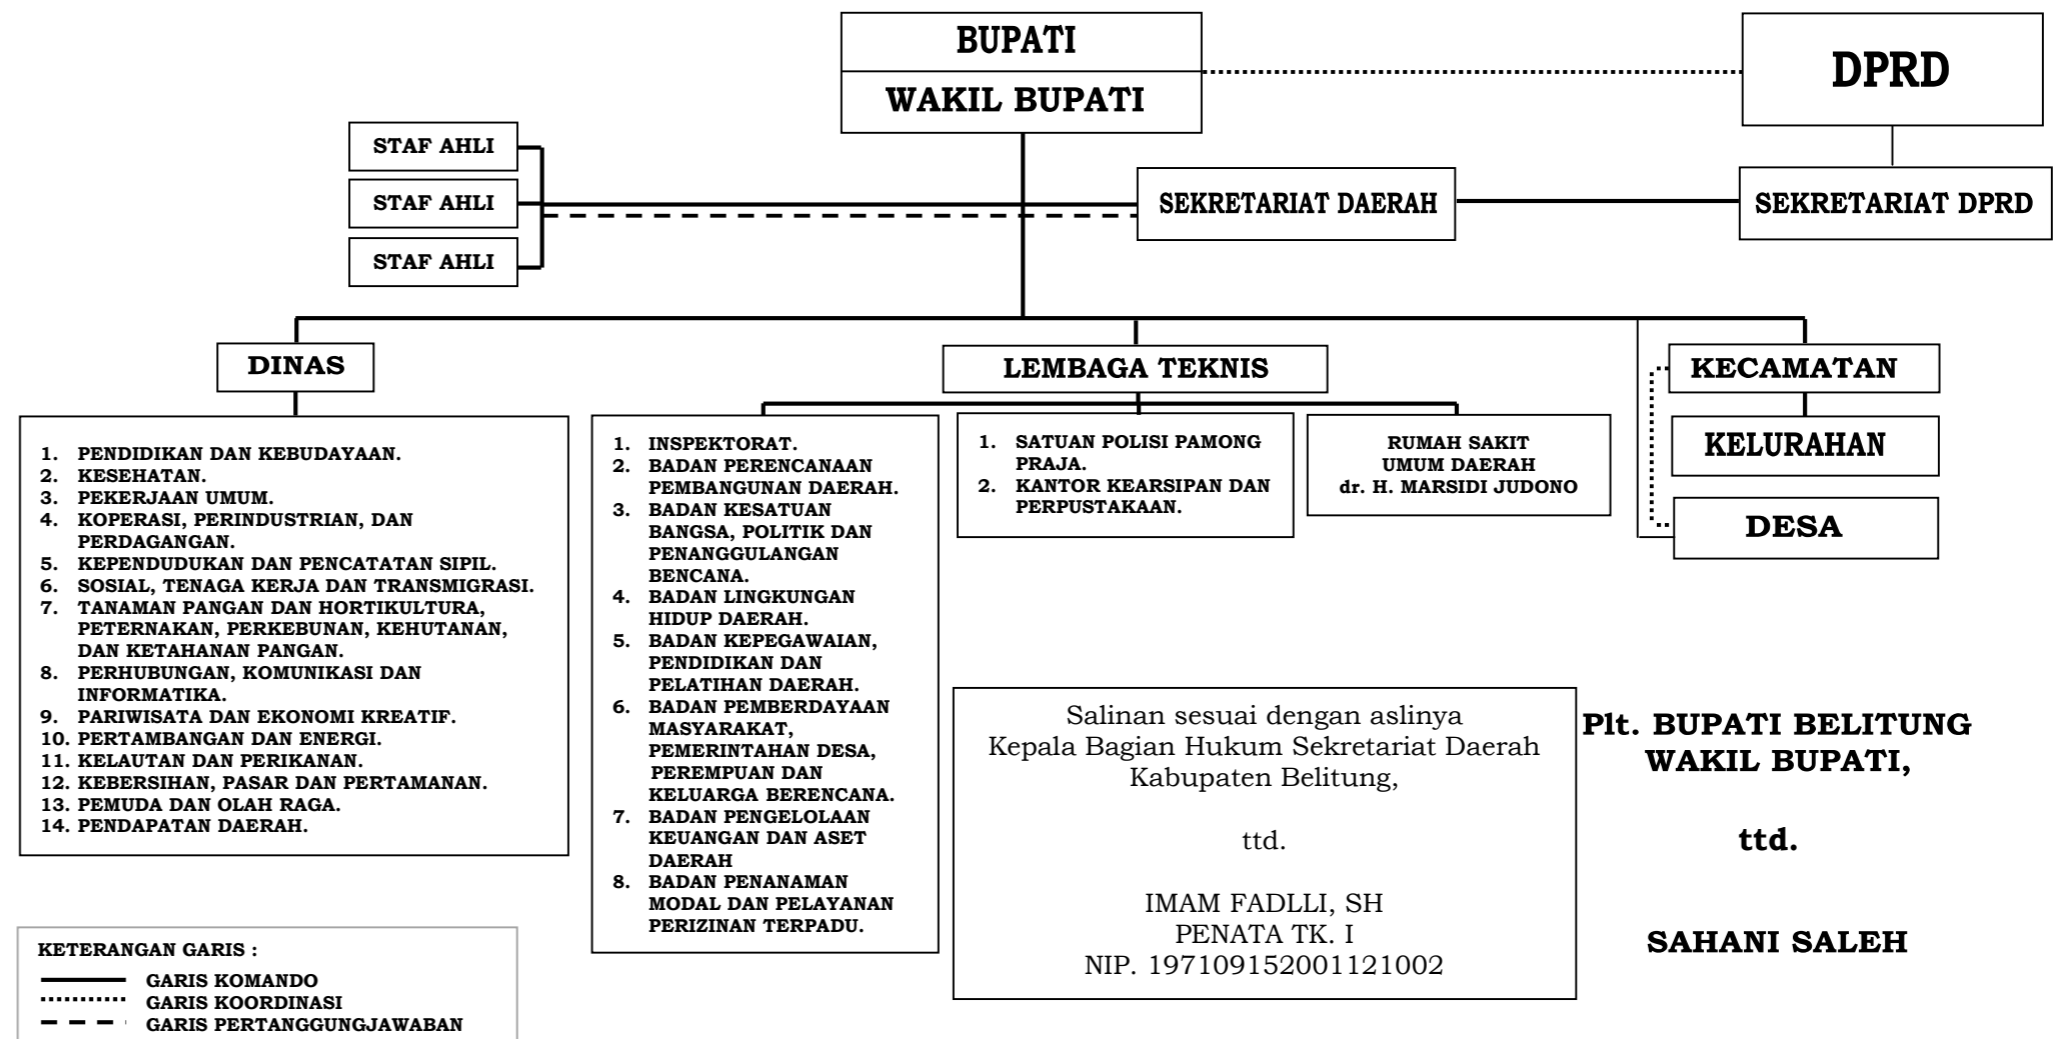 BUPATI
WAKIL BUPATI
DPRD
STAF AHLI
STAF AHLI
STAF AHLI
SEKRETARIAT DAERAH
SEKRETARIAT DPRD
DINAS
LEMBAGA TEKNIS
KECAMATAN
KELURAHAN
DESA
1. PENDIDIKAN DAN KEBUDAYAAN.
2. KESEHATAN.
3. PEKERJAAN UMUM.
4. KOPERASI, PERINDUSTRIAN, DAN
PERDAGANGAN.
5. KEPENDUDUKAN DAN PENCATATAN SIPIL.
6. SOSIAL, TENAGA KERJA DAN TRANSMIGRASI.
7. TANAMAN PANGAN DAN HORTIKULTURA,
PETERNAKAN, PERKEBUNAN, KEHUTANAN,
DAN KETAHANAN PANGAN.
8. PERHUBUNGAN, KOMUNIKASI DAN
INFORMATIKA.
9. PARIWISATA DAN EKONOMI KREATIF.
10. PERTAMBANGAN DAN ENERGI.
11. KELAUTAN DAN PERIKANAN.
12. KEBERSIHAN, PASAR DAN PERTAMANAN.
13. PEMUDA DAN OLAH RAGA.
14. PENDAPATAN DAERAH.
1. INSPEKTORAT.
2. BADAN PERENCANAAN
PEMBANGUNAN DAERAH.
3. BADAN KESATUAN
BANGSA, POLITIK DAN
PENANGGULANGAN
BENCANA.
4. BADAN LINGKUNGAN
HIDUP DAERAH.
5. BADAN KEPEGAWAIAN,
PENDIDIKAN DAN
PELATIHAN DAERAH.
6. BADAN PEMBERDAYAAN
MASYARAKAT,
PEMERINTAHAN DESA,
PEREMPUAN DAN
KELUARGA BERENCANA.
7. BADAN PENGELOLAAN
KEUANGAN DAN ASET
DAERAH
8. BADAN PENANAMAN
MODAL DAN PELAYANAN
PERIZINAN TERPADU.
1. SATUAN POLISI PAMONG
PRAJA.
2. KANTOR KEARSIPAN DAN
PERPUSTAKAAN.
RUMAH SAKIT
UMUM DAERAH
dr. H. MARSIDI JUDONO
Salinan sesuai dengan aslinya
Kepala Bagian Hukum Sekretariat Daerah
Kabupaten Belitung,
ttd.
IMAM FADLLI, SH
PENATA TK. I
NIP. 197109152001121002
Plt. BUPATI BELITUNG
WAKIL BUPATI,
ttd.
SAHANI SALEH
KETERANGAN GARIS :
GARIS KOMANDO
GARIS KOORDINASI
GARIS PERTANGGUNGJAWABAN